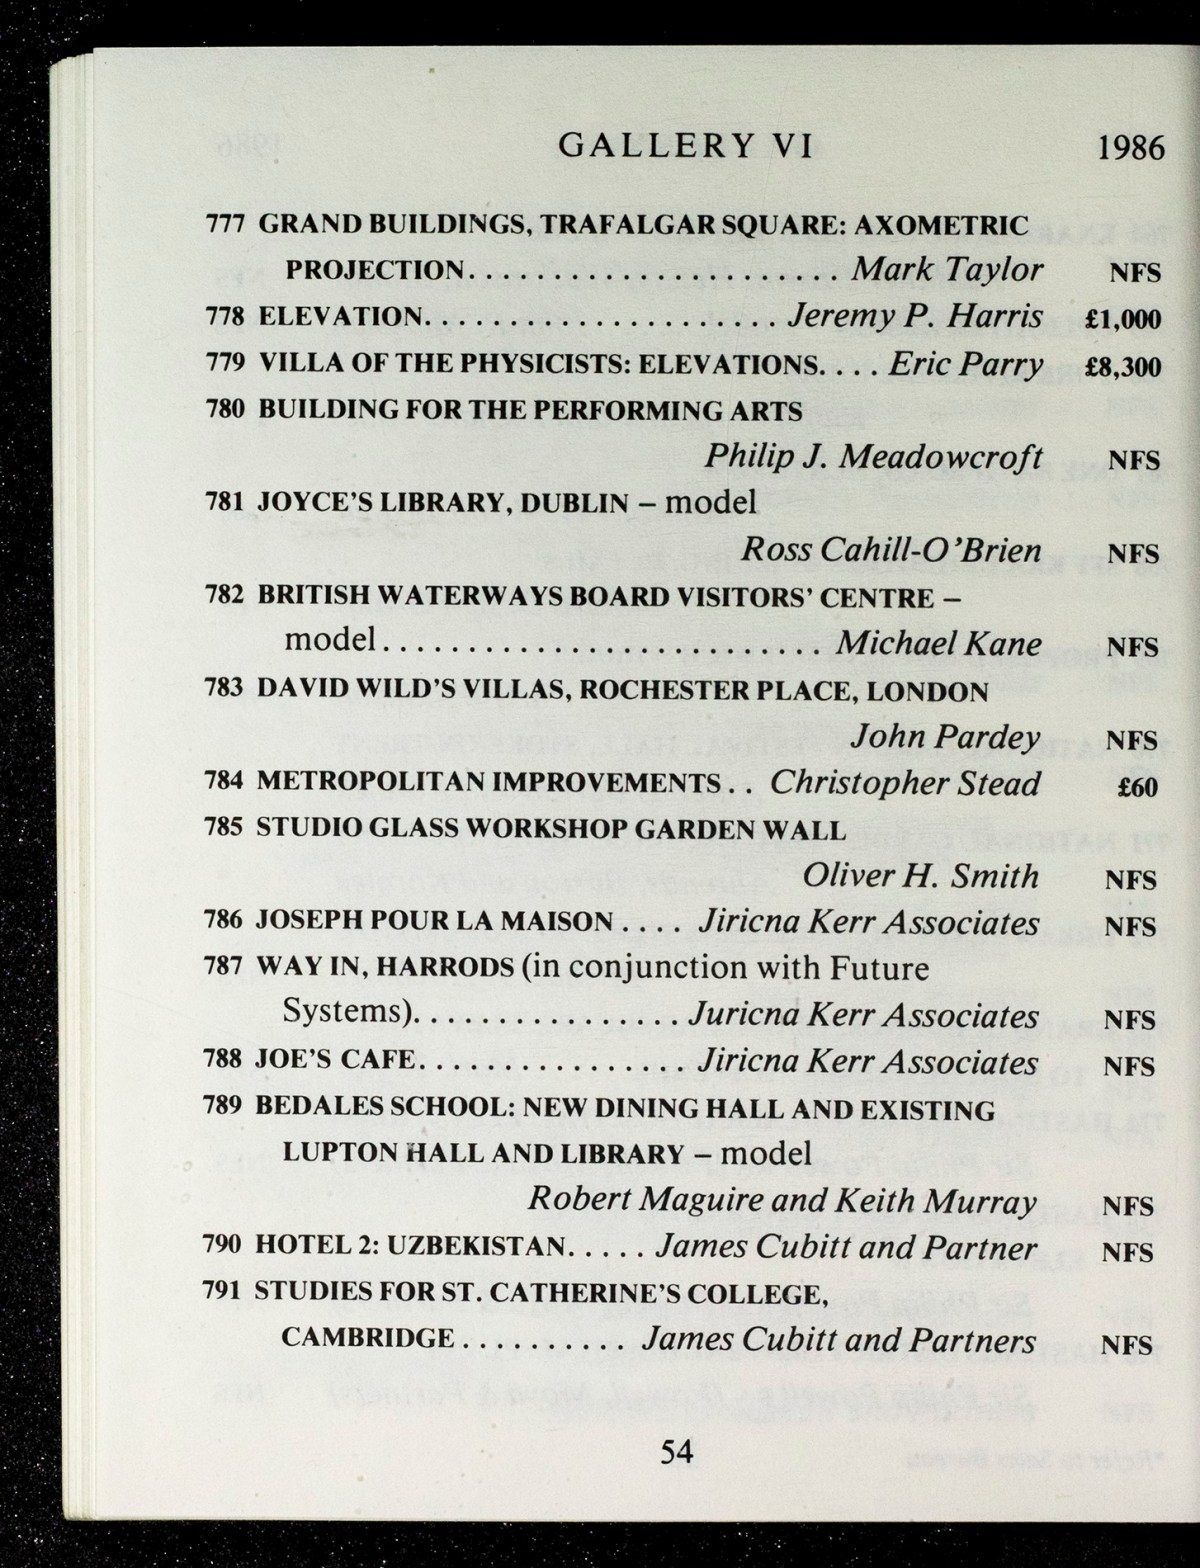 GALLERY VI 1986
777 GRAND BUILDINGS, TRAFALGAR SQUARE: AXOMETRIC
PROJECTION. . . . . . . . . . . . . . . . . . . . . . . Mark Taylor NFS
778 ELEVATION. . . . . . . . . . . . . . . . . . . . . . Jeremy P. Harris £1,000
779 VILLA OF THE PHYSICISTS: ELEVATIONS. . . . Eric Parry £8,300
780 BUILDING FOR THE PERFORMING ARTS
Philip J. Meadowcroft NFS
781 JOYCE'S LIBRARY, DUBLIN – model
Ross Cahill-O'Brien NFS
782 BRITISH WATERWAYS BOARD VISITORS' CENTRE –
model. . . . . . . . . . . . . . . . . . . . . . . . . . . Michael Kane NFS
783 DAVID WILD'S VILLAS, ROCHESTER PLACE, LONDON
John Pardey NFS
784 METROPOLITAN IMPROVEMENTS . . Christopher Stead £60
785 STUDIO GLASS WORKSHOP GARDEN WALL
Oliver H. Smith NFS
786 JOSEPH POUR LA MAISON . . . . Jiricna Kerr Associates NFS
787 WAY IN, HARRODS (in conjunction with Future
Systems). . . . . . . . . . . . . . . . . Juricna Kerr Associates NFS
788 JOE'S CAFE. . . . . . . . . . . . . . . . . Jiricna Kerr Associates NFS
789 BEDALES SCHOOL: NEW DINING HALL AND EXISTING
LUPTON HALL AND LIBRARY – model
Robert Maguire and Keith Murray NFS
790 HOTEL 2: UZBEKISTAN. . . . . James Cubitt and Partner NFS
791 STUDIES FOR ST. CATHERINE'S COLLEGE,
CAMBRIDGE . . . . . . . . . . James Cubitt and Partners NFS
54